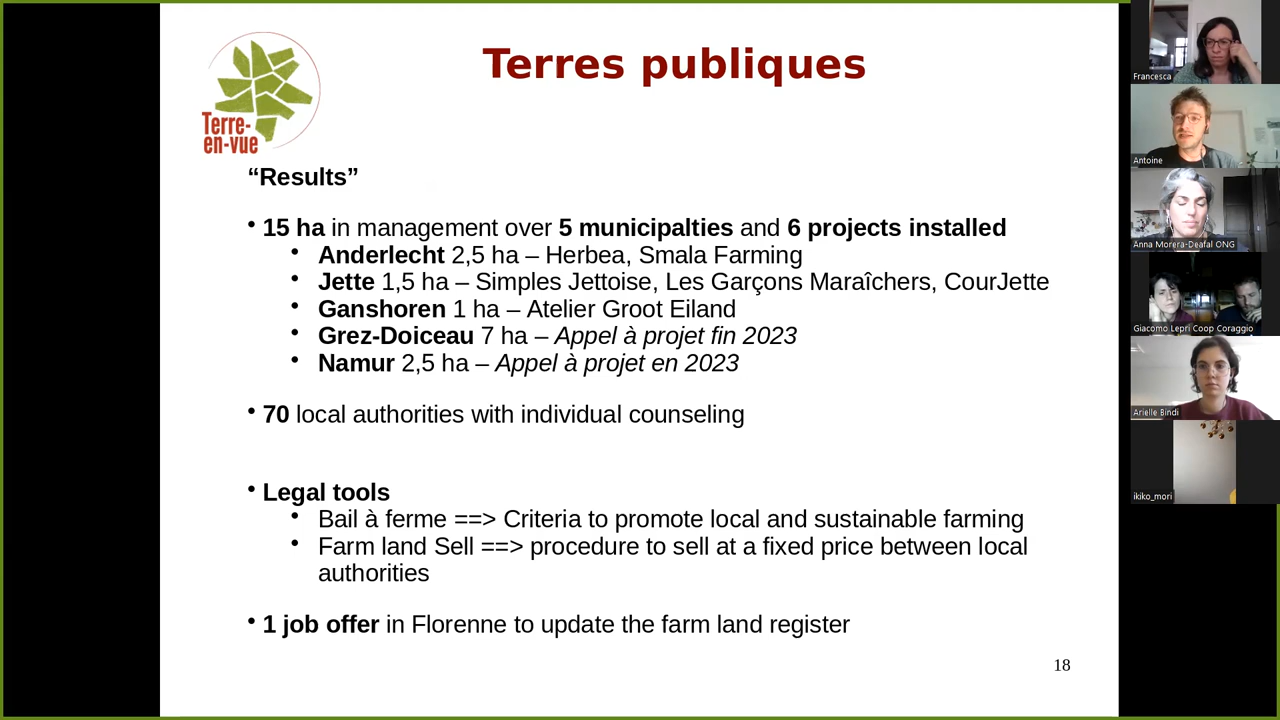 Terres publiques
Terre-
en-vue
“Results”
• 15 ha in management over 5 municipalties and 6 projects installed
• Anderlecht 2,5 ha – Herbea, Smala Farming
• Jette 1,5 ha – Simples Jettoise, Les Garçons Maraîchers, CourJette
• Ganshoren 1 ha – Atelier Groot Eiland
• Grez-Doiceau 7 ha – Appel à projet fin 2023
• Namur 2,5 ha – Appel à projet en 2023
• 70 local authorities with individual counseling
• Legal tools
• Bail à ferme ==> Criteria to promote local and sustainable farming
• Farm land Sell ==> procedure to sell at a fixed price between local
authorities
• 1 job offer in Florenne to update the farm land register
18
Francesca
Antoine
Anna Morera-Deafal ONG
Giacomo Lepri Coop Coraggio
Arielle Bindi
ikiko_mori